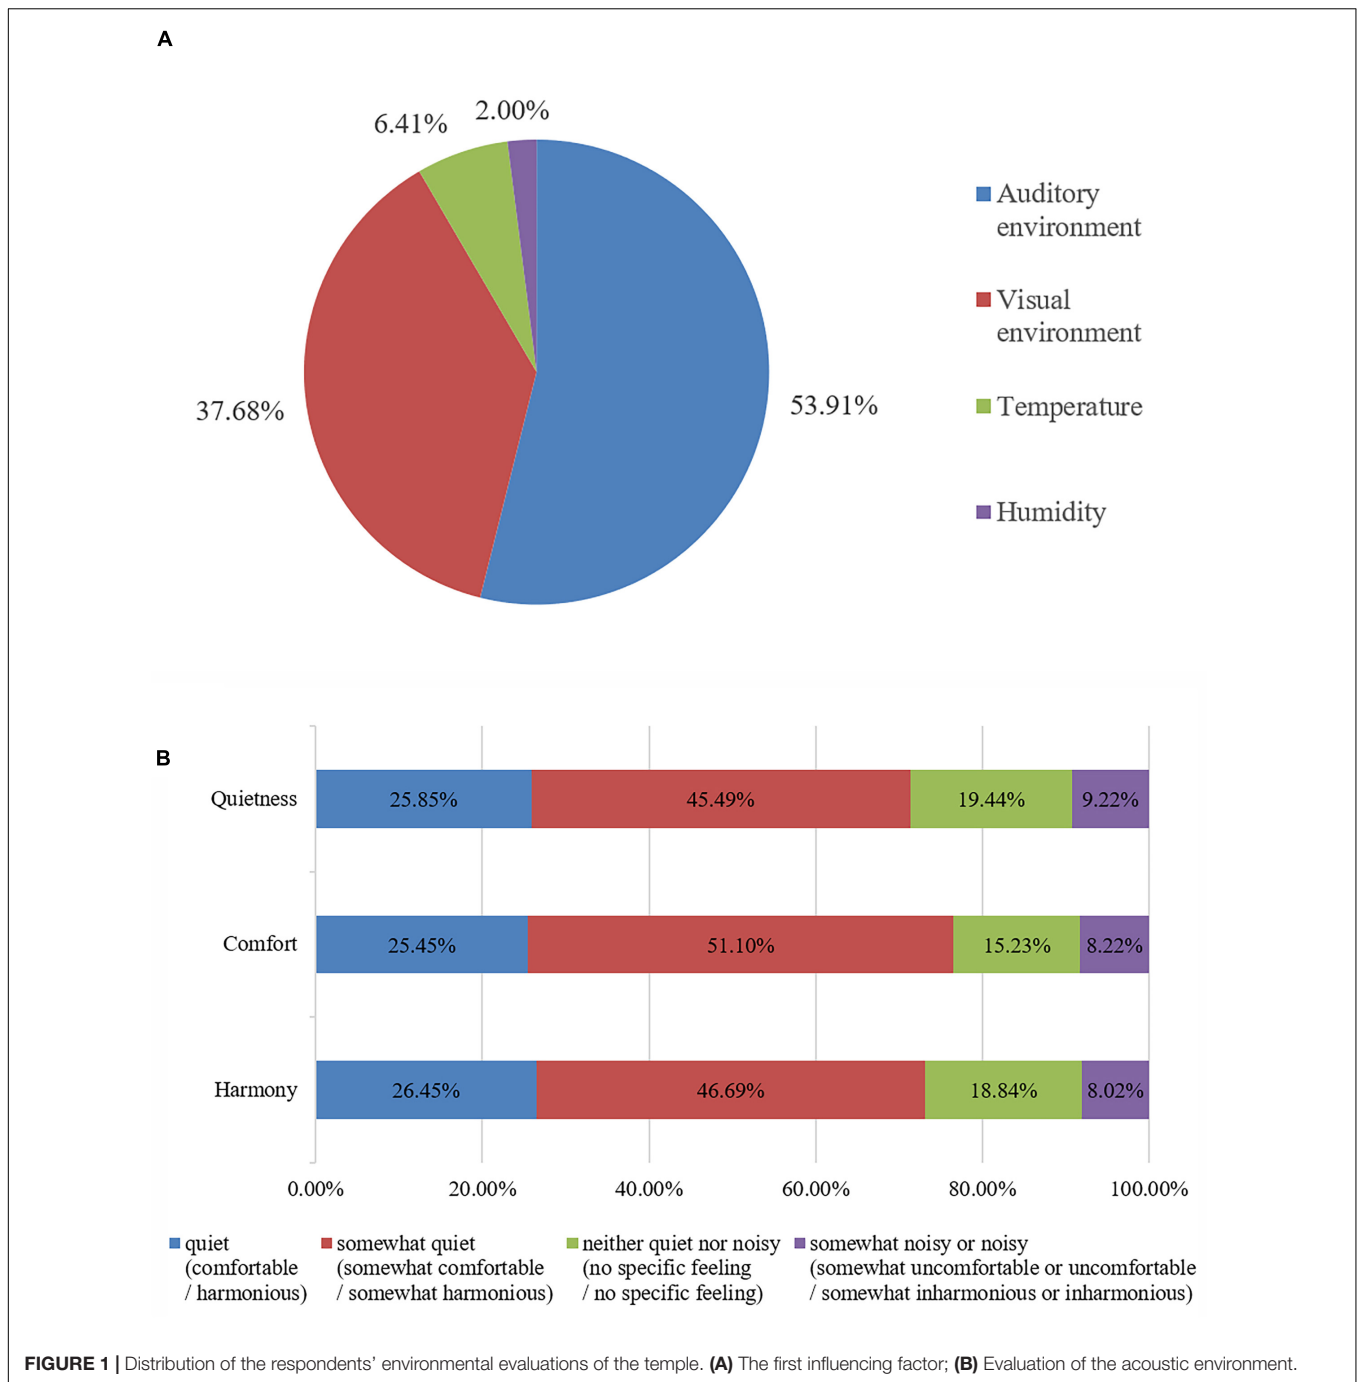 A
2.00%
6.41%
37.68%
53.91%
Auditory
environment
Visual
environment
Temperature
Humidity
B
Quietness
25.85%
45.49%
19.44%
9.22%
Comfort
25.45%
51.10%
15.23%
8.22%
Harmony
26.45%
46.69%
18.84%
8.02%
0.00%
20.00%
40.00%
60.00%
80.00%
100.00%
quiet
(comfortable
/ harmonious)
somewhat quiet
(somewhat comfortable
/ somewhat harmonious)
neither quiet nor noisy
(no specific feeling
/ no specific feeling)
somewhat noisy or noisy
(somewhat uncomfortable or uncomfortable
/ somewhat inharmonious or inharmonious)
FIGURE 1 | Distribution of the respondents’ environmental evaluations of the temple. (A) The first influencing factor; (B) Evaluation of the acoustic environment.